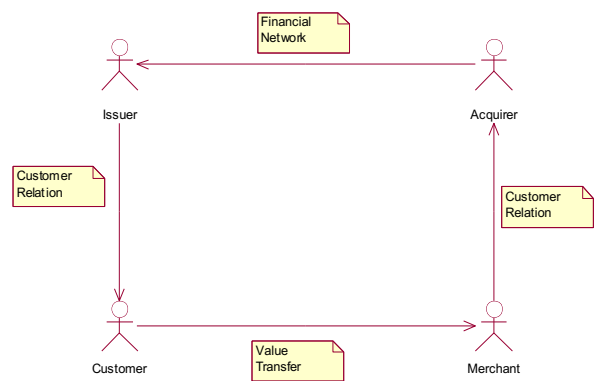 Financial
Network
Issuer
Acquirer
Customer
Relation
Customer
Relation
Customer
Merchant
Value
Transfer